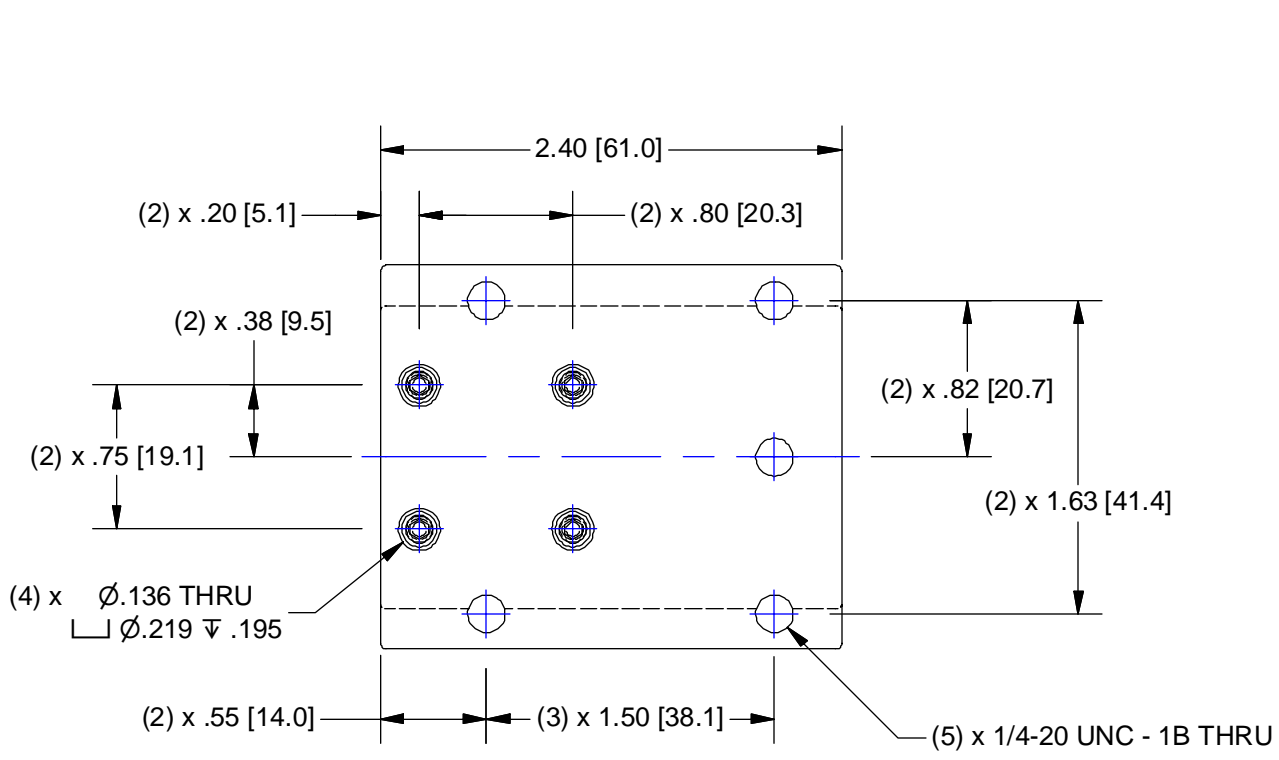 2.40 [61.0]
(2) x .20 [5.1]
(2) x .80 [20.3]
(2) x .38 [9.5]
(2) x .82 [20.7]
(2) x .75 [19.1]
(2) x 1.63 [41.4]
(4) x ⌀.136 THRU
⌴ ⌀.219 ↧ .195
(2) x .55 [14.0]
(3) x 1.50 [38.1]
(5) x 1/4-20 UNC - 1B THRU